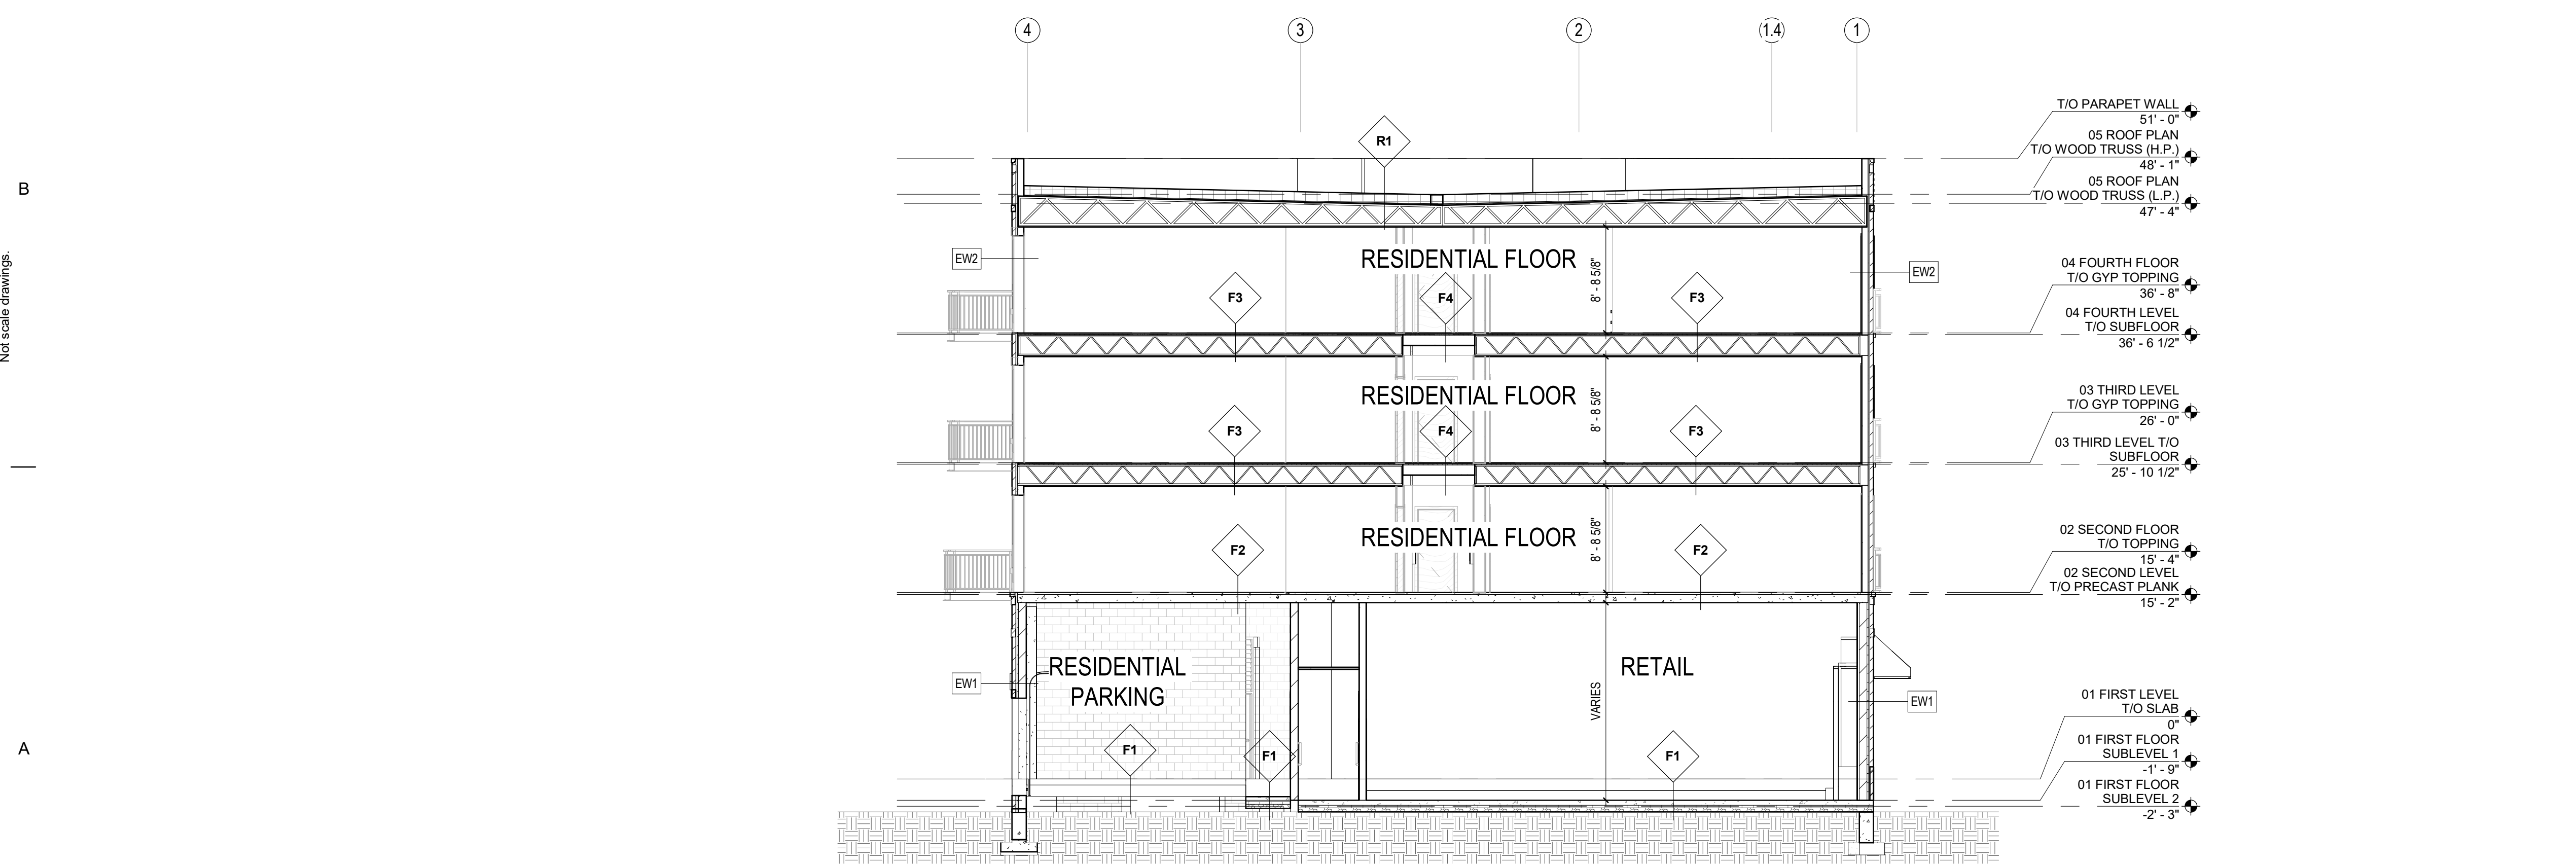 4
3
2
1.4
1
T/O PARAPET WALL
51' - 0"
05 ROOF PLAN
T/O WOOD TRUSS (H.P.)
48' - 1"
05 ROOF PLAN
T/O WOOD TRUSS (L.P.)
47' - 4"
R1
B
Not scale drawings.
EW2
RESIDENTIAL FLOOR
8' - 8 5/8"
EW2
F3
F4
F3
04 FOURTH FLOOR
T/O GYP TOPPING
36' - 8"
04 FOURTH LEVEL
T/O SUBFLOOR
36' - 6 1/2"
RESIDENTIAL FLOOR
8' - 8 5/8"
F3
F4
F3
03 THIRD LEVEL
T/O GYP TOPPING
26' - 0"
03 THIRD LEVEL T/O
SUBFLOOR
25' - 10 1/2"
RESIDENTIAL FLOOR
8' - 8 5/8"
F2
F2
02 SECOND FLOOR
T/O TOPPING
15' - 4"
02 SECOND LEVEL
T/O PRECAST PLANK
15' - 2"
RESIDENTIAL
PARKING
RETAIL
EW1
VARIES
EW1
A
F1
F1
F1
01 FIRST LEVEL
T/O SLAB
0"
01 FIRST FLOOR
SUBLEVEL 1
-1' - 9"
01 FIRST FLOOR
SUBLEVEL 2
-2' - 3"